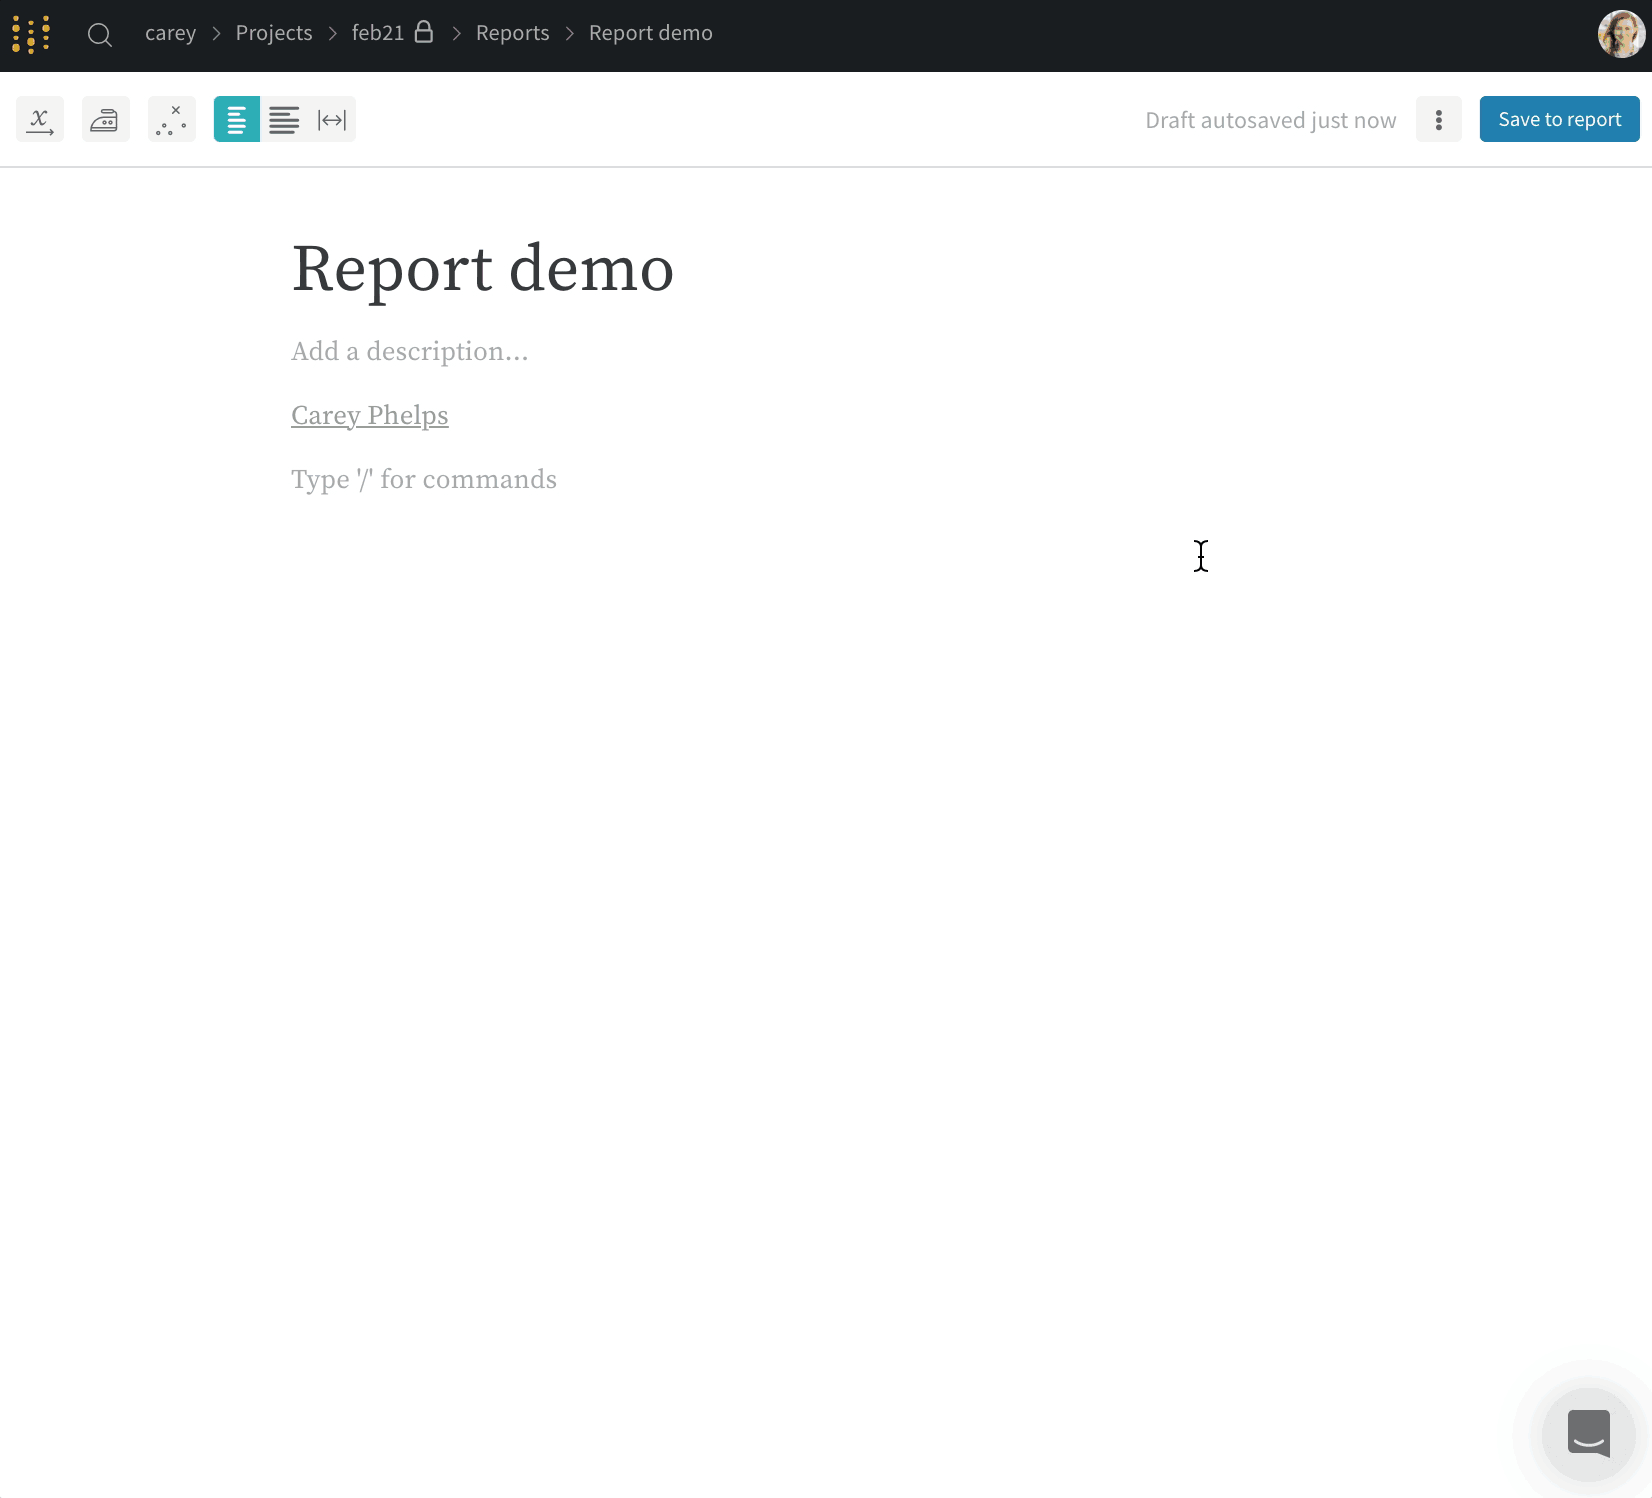 carey > Projects > feb21 > Reports > Report demo
x
Draft autosaved just now
Save to report
Report demo
Add a description...
Carey Phelps
Type '/' for commands